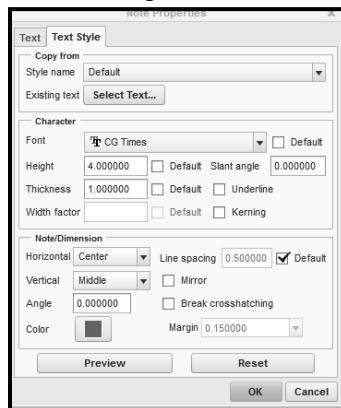 Note Properties x
Text Text Style
Copy from
Style name Default
Existing text Select Text...
Character
Font Tr CG Times Default
Height 4.000000 Default Slant angle 0.000000
Thickness 1.000000 Default Underline
Width factor Default Kerning
Note/Dimension
Horizontal Center Line spacing 0.500000 Default
Vertical Middle Mirror
Angle 0.000000 Break crosshatching
Color Margin 0.150000
Preview Reset
OK Cancel